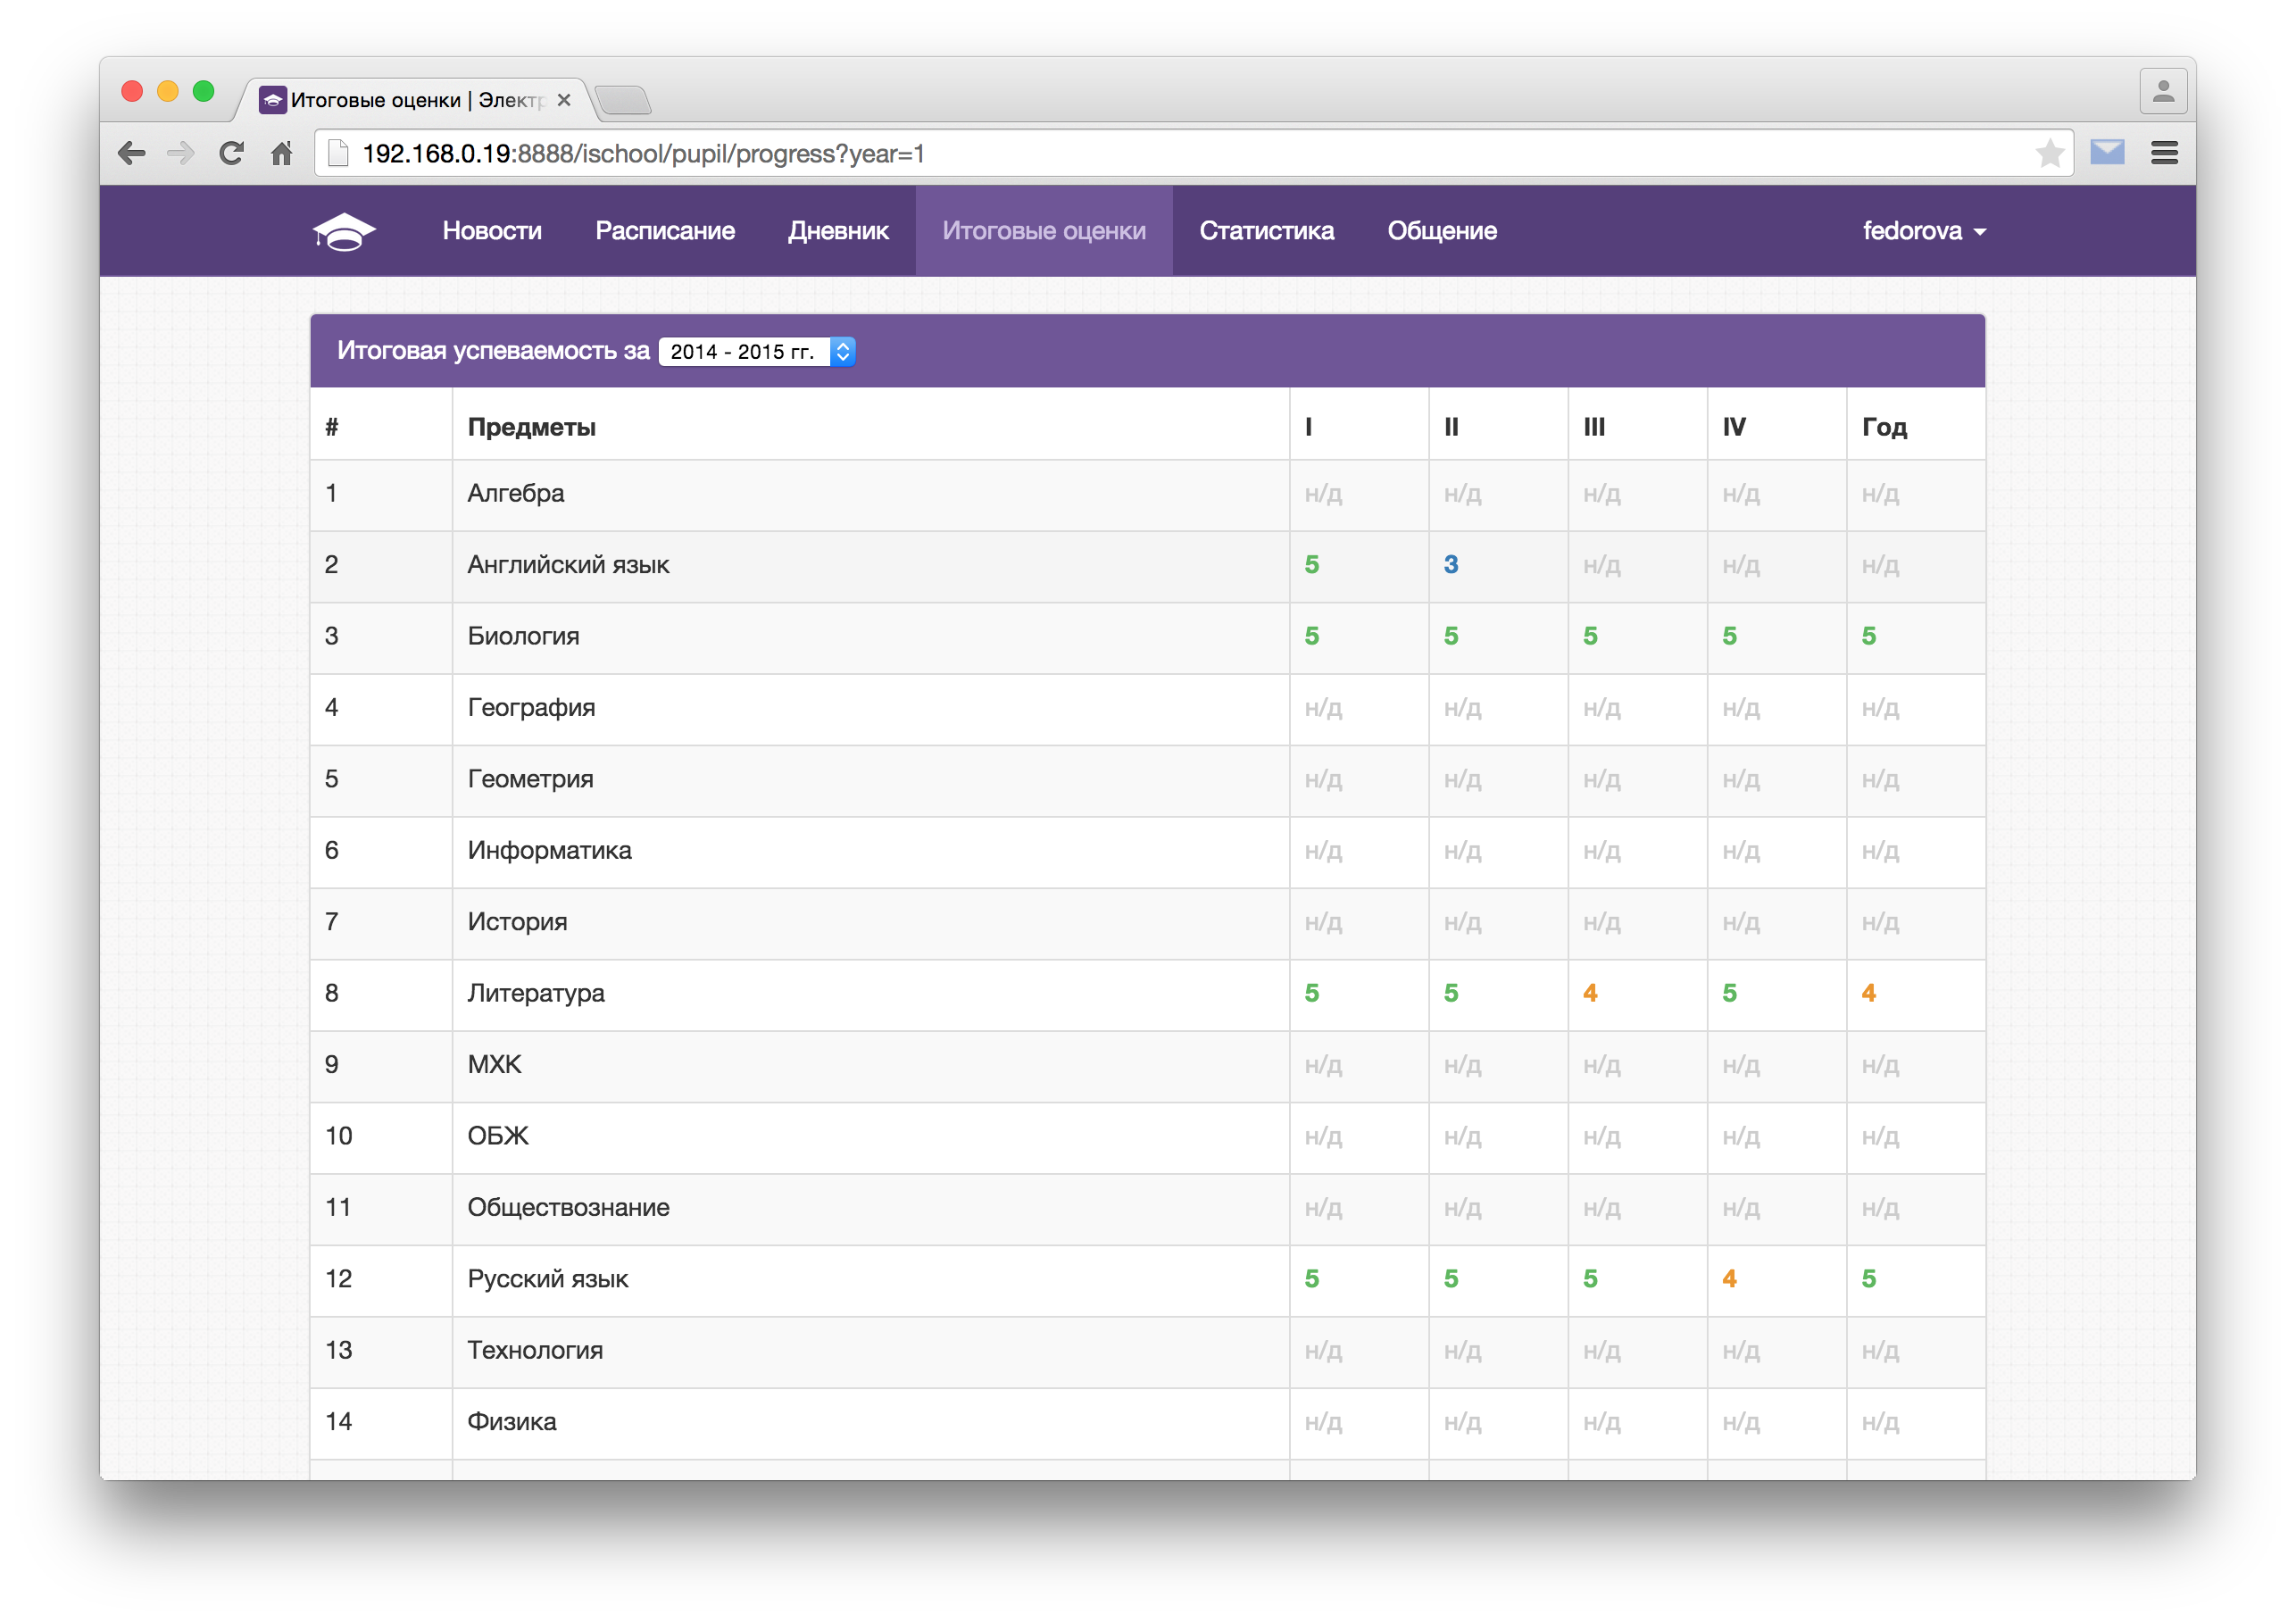 Итоговые оценки | Электр
192.168.0.19:8888/ischool/pupil/progress?year=1
Новости Расписание Дневник Итоговые оценки Статистика Общение fedorova
Итоговая успеваемость за 2014 - 2015 гг.
# Предметы I II III IV Год
1 Алгебра н/д н/д н/д н/д н/д
2 Английский язык 5 3 н/д н/д н/д
3 Биология 5 5 5 5 5
4 География н/д н/д н/д н/д н/д
5 Геометрия н/д н/д н/д н/д н/д
6 Информатика н/д н/д н/д н/д н/д
7 История н/д н/д н/д н/д н/д
8 Литература 5 5 4 5 4
9 МХК н/д н/д н/д н/д н/д
10 ОБЖ н/д н/д н/д н/д н/д
11 Обществознание н/д н/д н/д н/д н/д
12 Русский язык 5 5 5 4 5
13 Технология н/д н/д н/д н/д н/д
14 Физика н/д н/д н/д н/д н/д